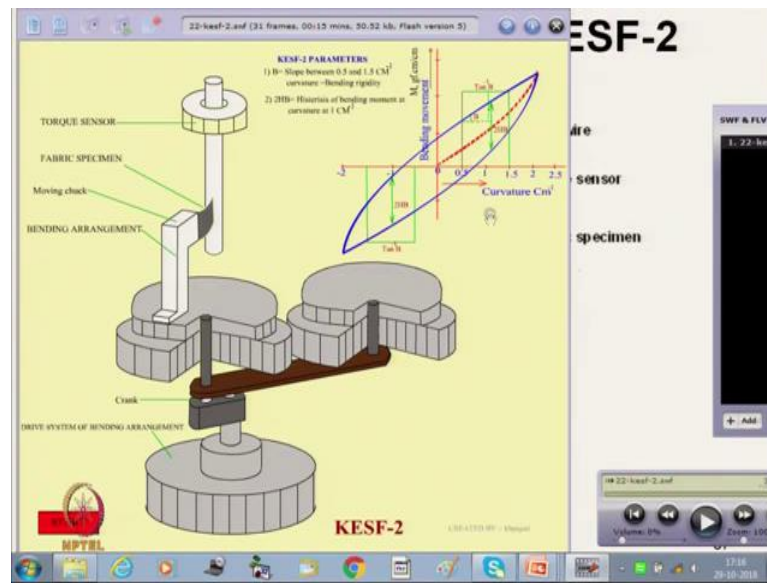 22-kesf-2.swf (31 frames, 00:15 mins, 50.52 kb, Flash version 5)
ESF-2
KESF-2 PARAMETERS
1) B= Slope between 0.5 and 1.5 CM-1
curvature =Bending rigidity
2) 2HB= Histerisis of bending moment at
curvature at 1 CM-1
M, gf.cm/cm
Bending movement
Tan B
2HB
-2
-1
0
0.5
1
1.5
2
2.5
Curvature Cm-1
2HB
Tan B
TORQUE SENSOR
FABRIC SPECIMEN
Moving chuck
BENDING ARRANGEMENT
Crank
DRIVE SYSTEM OF BENDING ARRANGEMENT
KESF-2
NPTEL
ire
sensor
specimen
SWF & FLV
1. 22-ke
+ Add
22-kesf-2.swf
Volume: 0%
Zoom: 100
17:16
29-10-2018